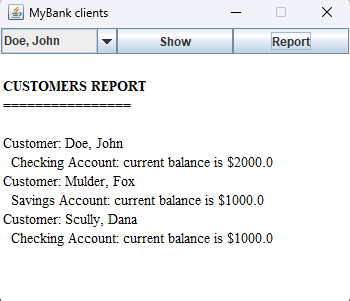 MyBank clients
Doe, John
Show
Report
CUSTOMERS REPORT
================
Customer: Doe, John
Checking Account: current balance is $2000.0
Customer: Mulder, Fox
Savings Account: current balance is $1000.0
Customer: Scully, Dana
Checking Account: current balance is $1000.0